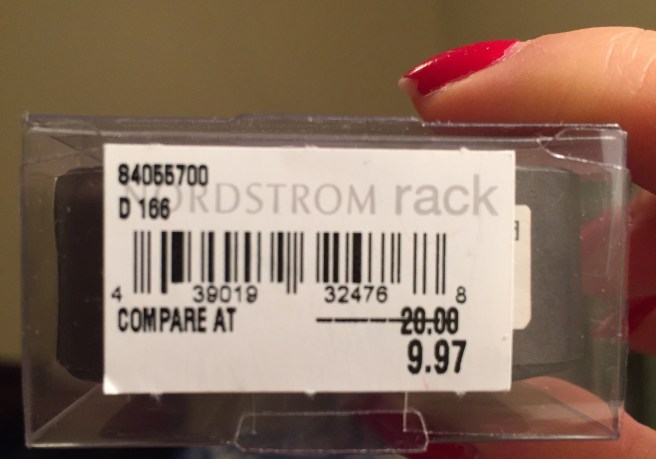 84055700
NORDSTROM rack
D 166
4 39019 32476 8
COMPARE AT 20.00
9.97